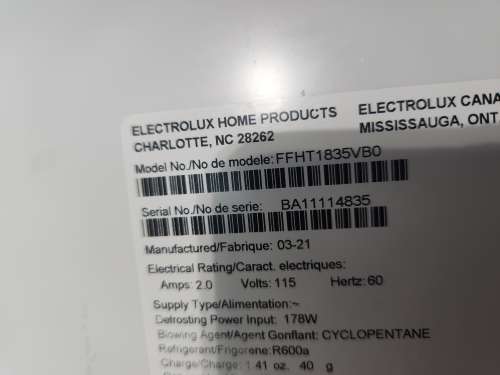 ELECTROLUX HOME PRODUCTS ELECTROLUX CANA
CHARLOTTE, NC 28262 MISSISSAUGA, ONT
Model No./No de modele: FFHT1835VB0
Serial No./No de serie: BA11114835
Manufactured/Fabrique: 03-21
Electrical Rating/Caract. electriques:
Amps: 2.0 Volts: 115 Hertz: 60
Supply Type/Alimentation:~
Defrosting Power Input: 178W
Blowing Agent/Agent Gonflant: CYCLOPENTANE
Refrigerant/Frigorene:R600a
Charge/Charge: 1.41 oz. 40 g